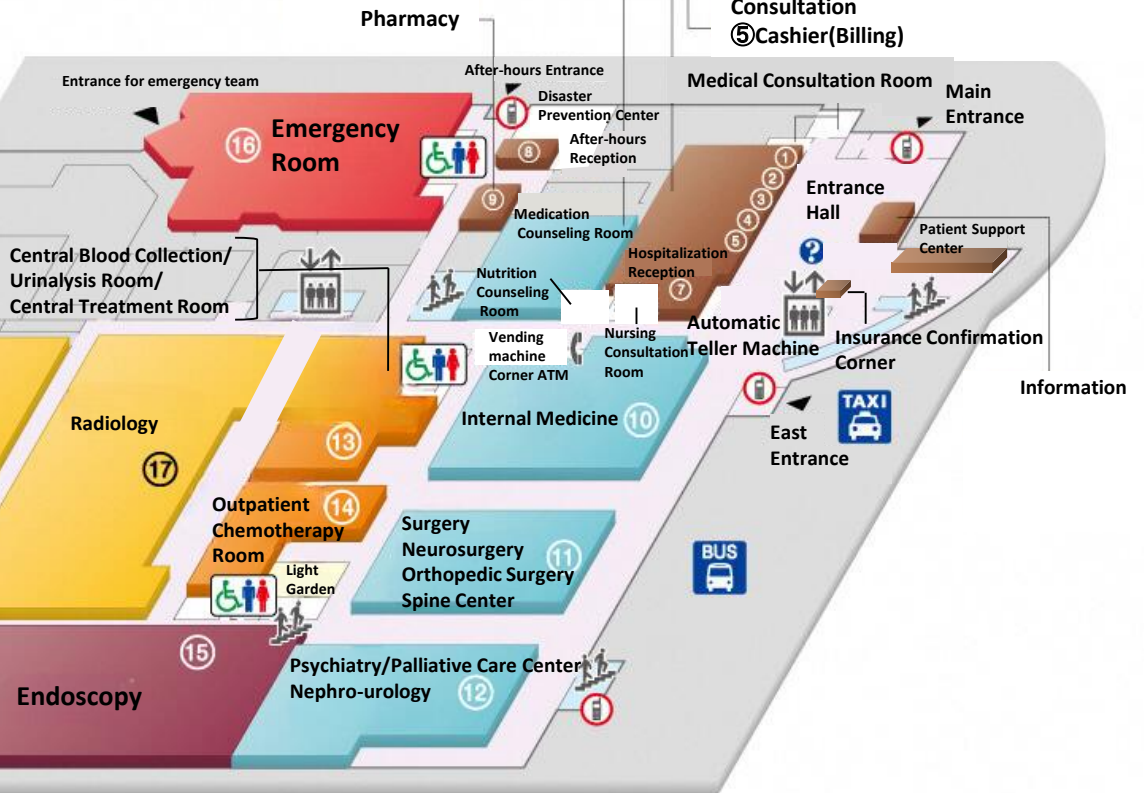 Consultation
⑤Cashier(Billing)
Pharmacy
Entrance for emergency team
After-hours Entrance
Disaster
Prevention Center
Medical Consultation Room
Main
Entrance
⑯
Emergency
Room
⑧
After-hours
Reception
①
②
③
④
⑤
⑨
Medication
Counseling Room
Entrance
Hall
Patient Support
Center
Central Blood Collection/
Urinalysis Room/
Central Treatment Room
Hospitalization
Reception
⑦
?
Nutrition
Counseling
Room
Vending
machine
Corner ATM
Nursing
Consultation
Room
Automatic
Teller Machine
Insurance Confirmation
Corner
Information
Radiology
⑰
⑬
Internal Medicine
⑩
East
Entrance
TAXI
Outpatient
Chemotherapy
Room
⑭
Light
Garden
Surgery
Neurosurgery
Orthopedic Surgery
Spine Center
⑪
BUS
⑮
Endoscopy
Psychiatry/Palliative Care Center
Nephro-urology
⑫